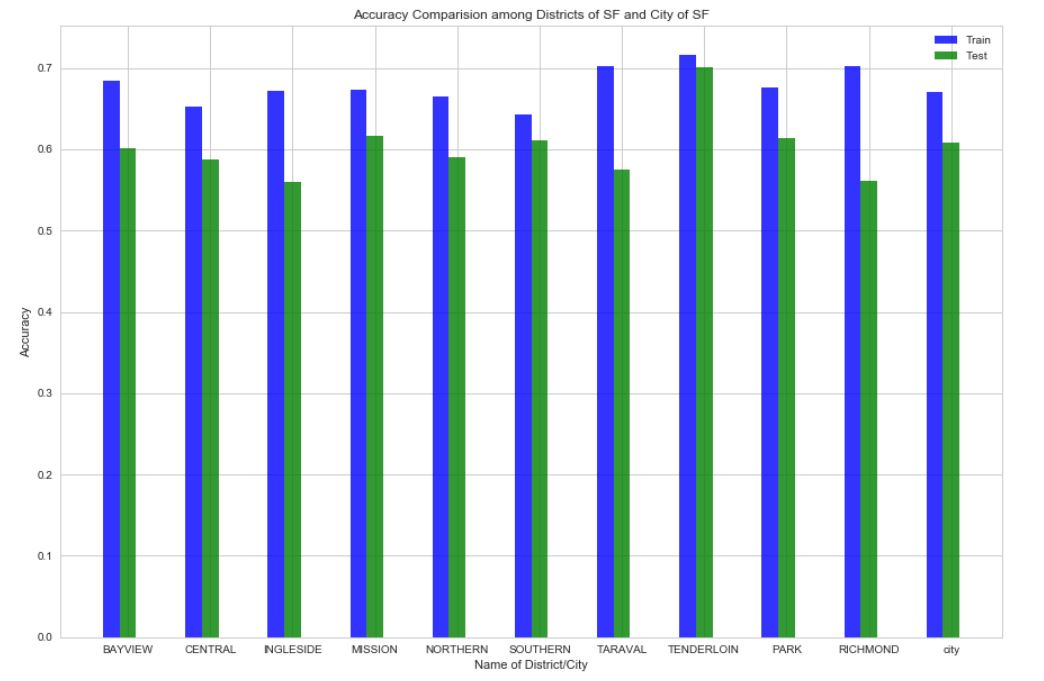 Accuracy Comparision among Districts of SF and City of SF
Train
Test
0.7
0.6
0.5
0.4
0.3
0.2
0.1
0.0
Accuracy
BAYVIEW CENTRAL INGLESIDE MISSION NORTHERN SOUTHERN TARAVAL TENDERLOIN PARK RICHMOND city
Name of District/City